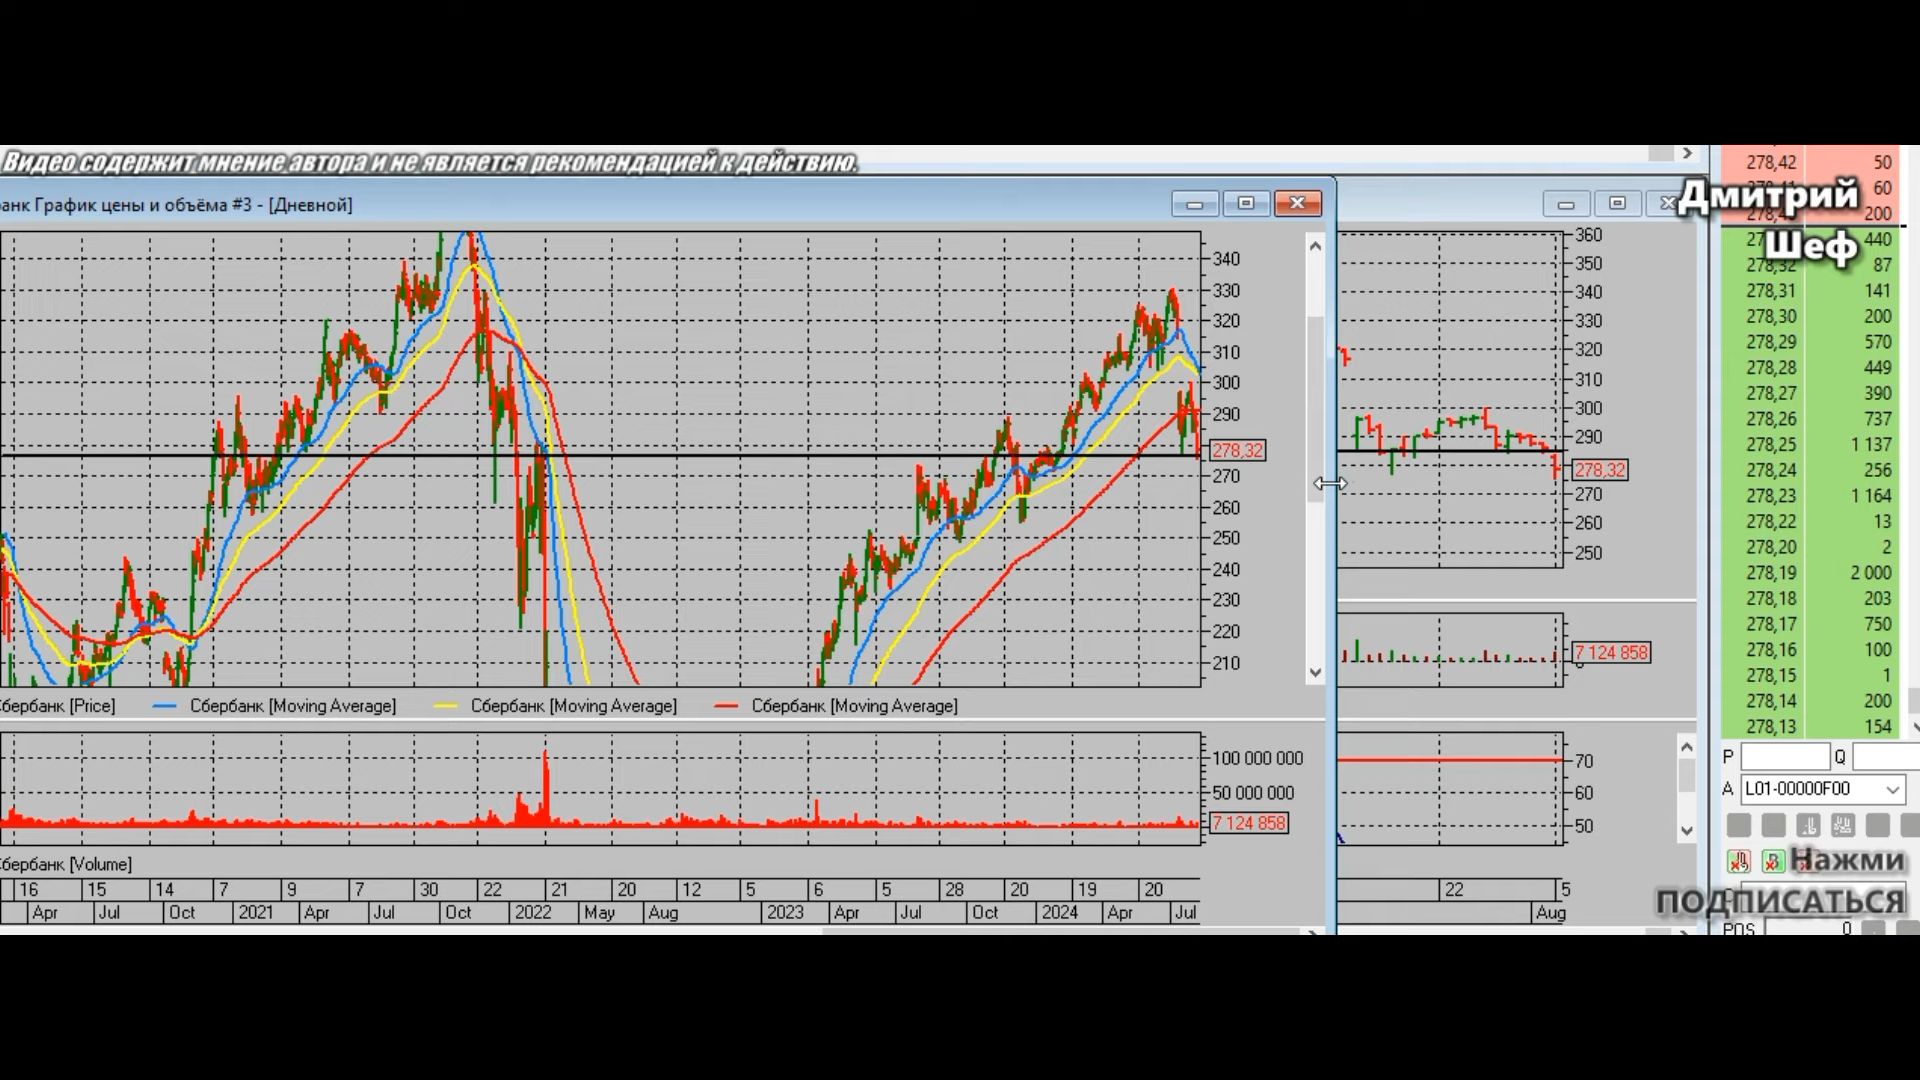 Видео содержит мнение автора и не является рекомендацией к действию.
анк График цены и объёма #3 - [Дневной]
Дмитрий
Шеф
340
330
320
310
300
290
278,32
270
260
250
240
230
220
210
Сбербанк [Price] Сбербанк [Moving Average] Сбербанк [Moving Average] Сбербанк [Moving Average]
100 000 000
50 000 000
7 124 858
Сбербанк [Volume]
16 15 14 7 9 7 30 22 21 20 12 5 6 5 28 20 19 20
Apr Jul Oct 2021 Apr Jul Oct 2022 May Aug 2023 Apr Jul Oct 2024 Apr Jul
360
350
340
330
320
310
300
290
278,32
270
260
250
7 124 858
70
60
50
22 5
Aug
278,42 50
60
200
440
278,32 87
278,31 141
278,30 200
278,29 570
278,28 449
278,27 390
278,26 737
278,25 1 137
278,24 256
278,23 1 164
278,22 13
278,20 2
278,19 2 000
278,18 203
278,17 750
278,16 100
278,15 1
278,14 200
278,13 154
P Q
A L01-00000F00
Нажми
ПОДПИСАТЬСЯ
POS 0